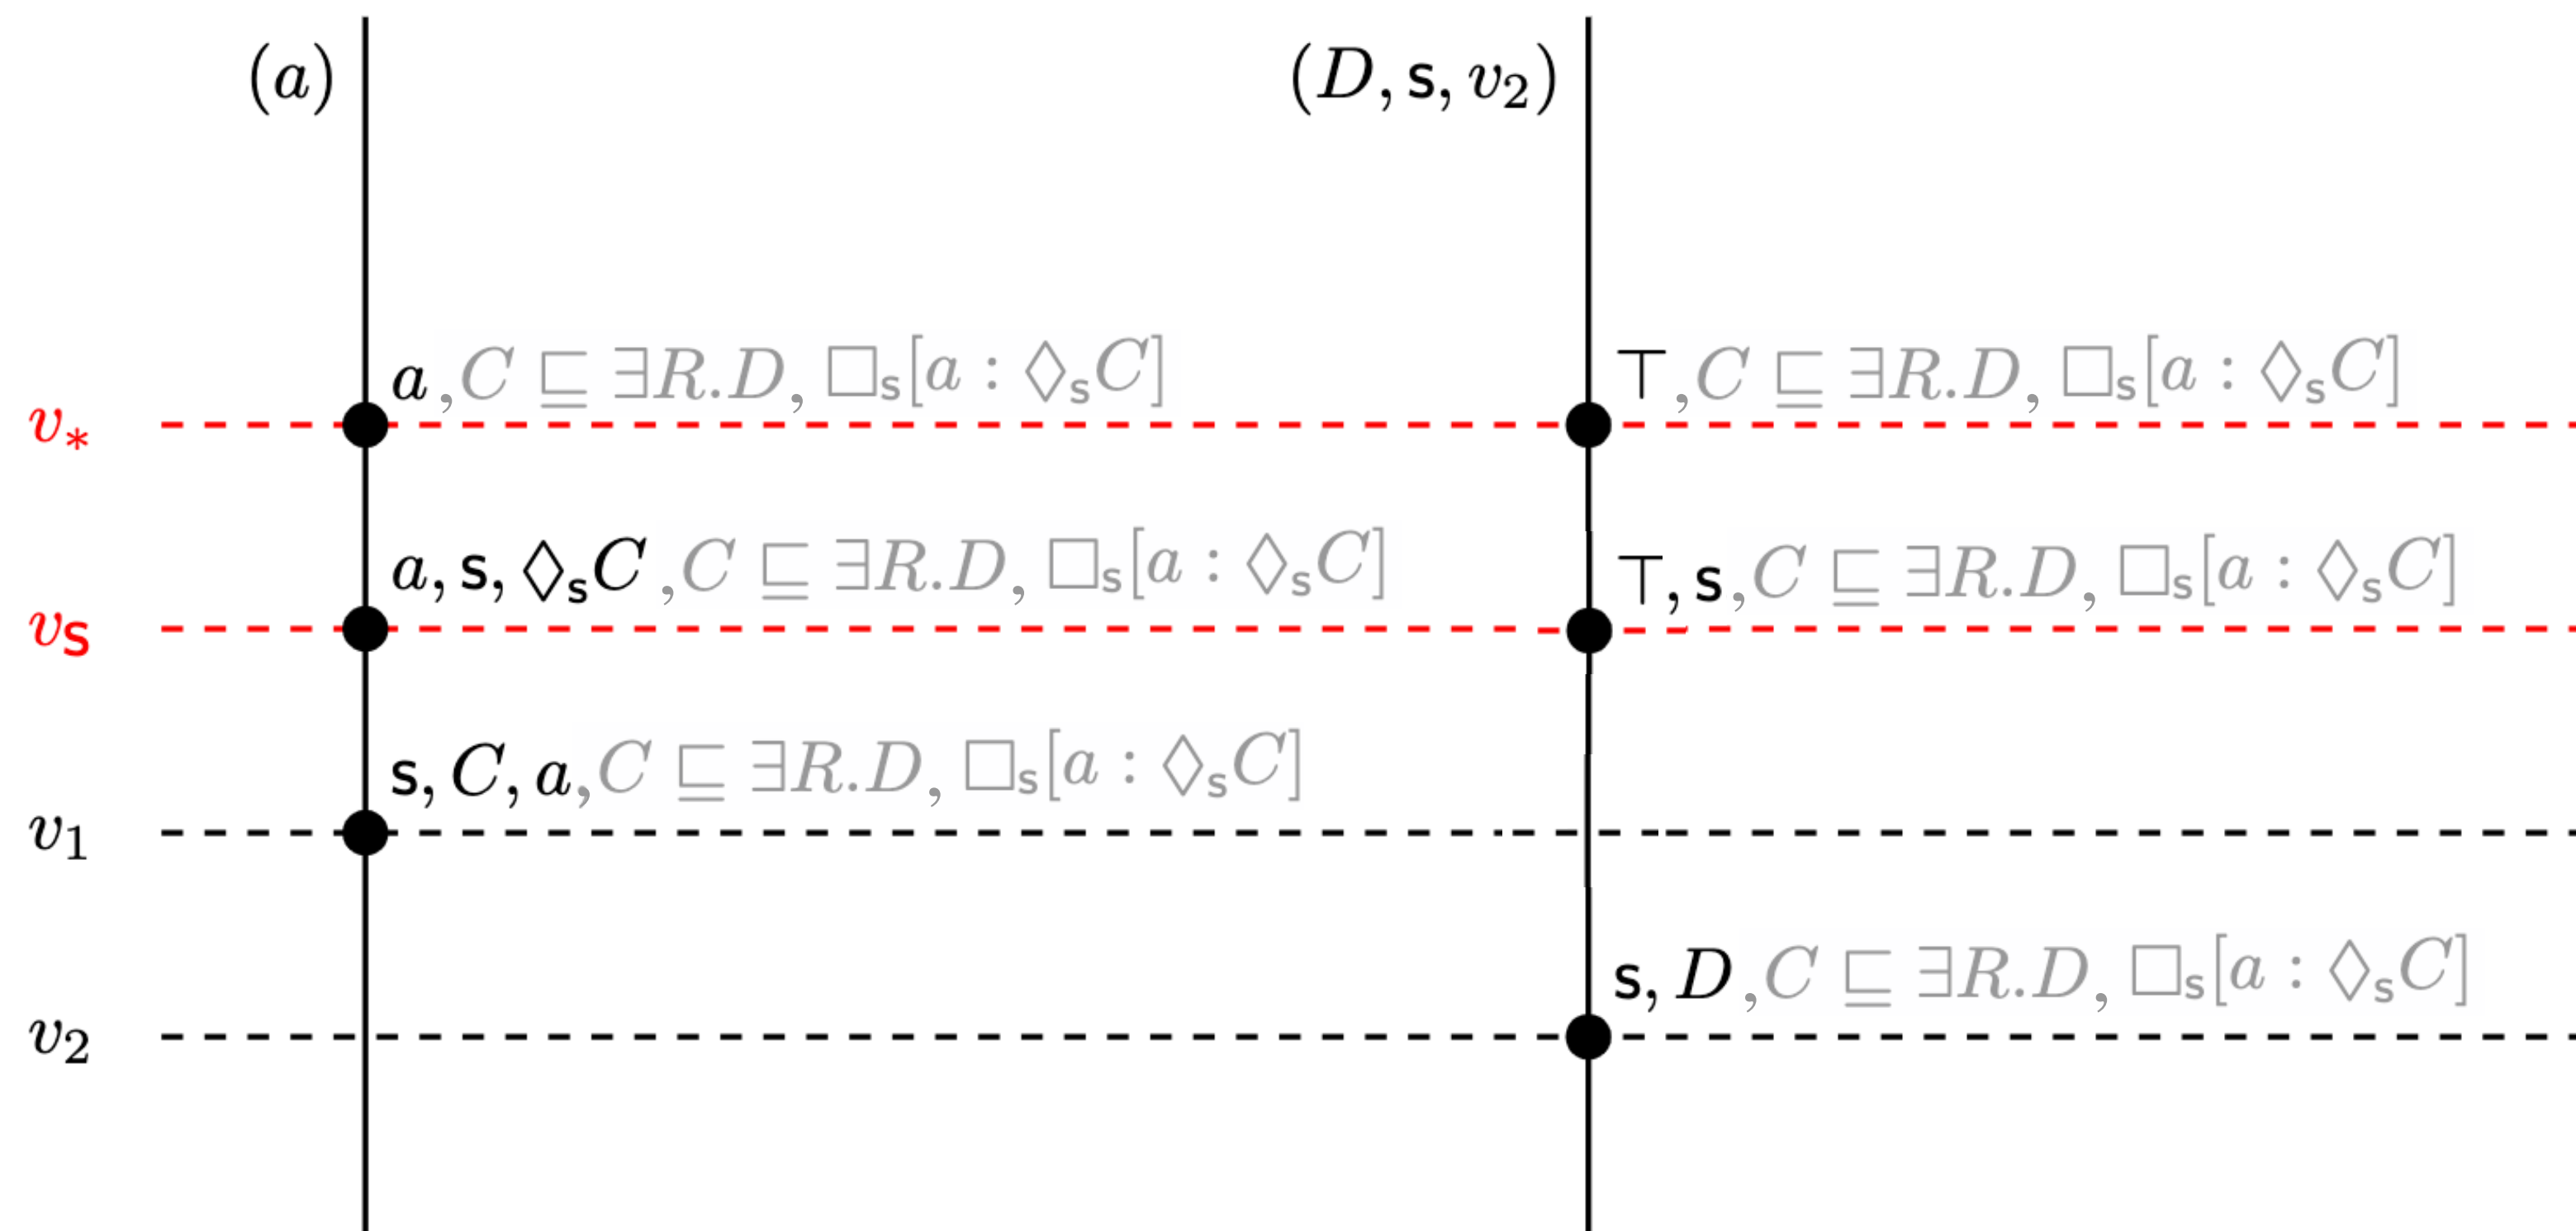 (a) (D, s, v₂)
a, C ⊑ ∃R.D, □ₛ[a : ◇ₛC] ⊤, C ⊑ ∃R.D, □ₛ[a : ◇ₛC]
v∗
a, s, ◇ₛC, C ⊑ ∃R.D, □ₛ[a : ◇ₛC] ⊤, s, C ⊑ ∃R.D, □ₛ[a : ◇ₛC]
vₛ
s, C, a, C ⊑ ∃R.D, □ₛ[a : ◇ₛC]
v₁
s, D, C ⊑ ∃R.D, □ₛ[a : ◇ₛC]
v₂